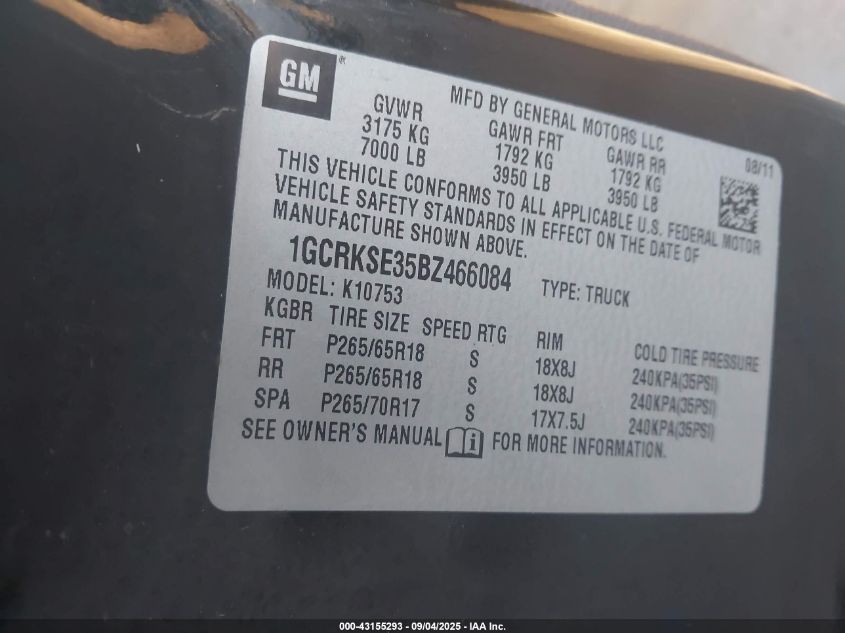 GM
MFD BY GENERAL MOTORS LLC
08/11
GVWR GAWR FRT GAWR RR
3175 KG 1792 KG 1792 KG
7000 LB 3950 LB 3950 LB
THIS VEHICLE CONFORMS TO ALL APPLICABLE U.S. FEDERAL MOTOR
VEHICLE SAFETY STANDARDS IN EFFECT ON THE DATE OF
MANUFACTURE SHOWN ABOVE.
1GCRKSE35BZ466084 TYPE: TRUCK
MODEL: K10753
KGBR TIRE SIZE SPEED RTG RIM COLD TIRE PRESSURE
FRT P265/65R18 S 18X8J 240KPA(35PSI)
RR P265/65R18 S 18X8J 240KPA(35PSI)
SPA P265/70R17 S 17X7.5J 240KPA(35PSI)
SEE OWNER'S MANUAL FOR MORE INFORMATION.
000-43155293 - 09/04/2025 - IAA Inc.